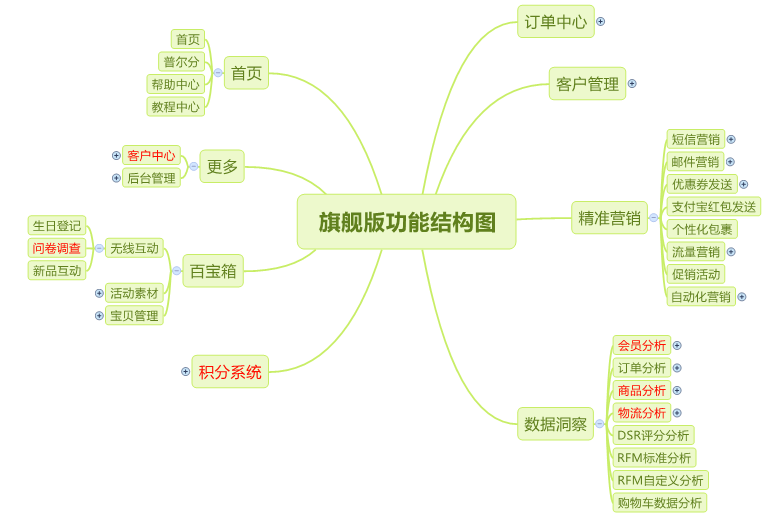 旗舰版功能结构图
订单中心
客户管理
精准营销
短信营销
邮件营销
优惠券发送
支付宝红包发送
个性化包裹
流量营销
促销活动
自动化营销
数据洞察
会员分析
订单分析
商品分析
物流分析
DSR评分分析
RFM标准分析
RFM自定义分析
购物车数据分析
首页
首页
普尔分
帮助中心
教程中心
更多
客户中心
后台管理
百宝箱
无线互动
生日登记
问卷调查
新品互动
活动素材
宝贝管理
积分系统